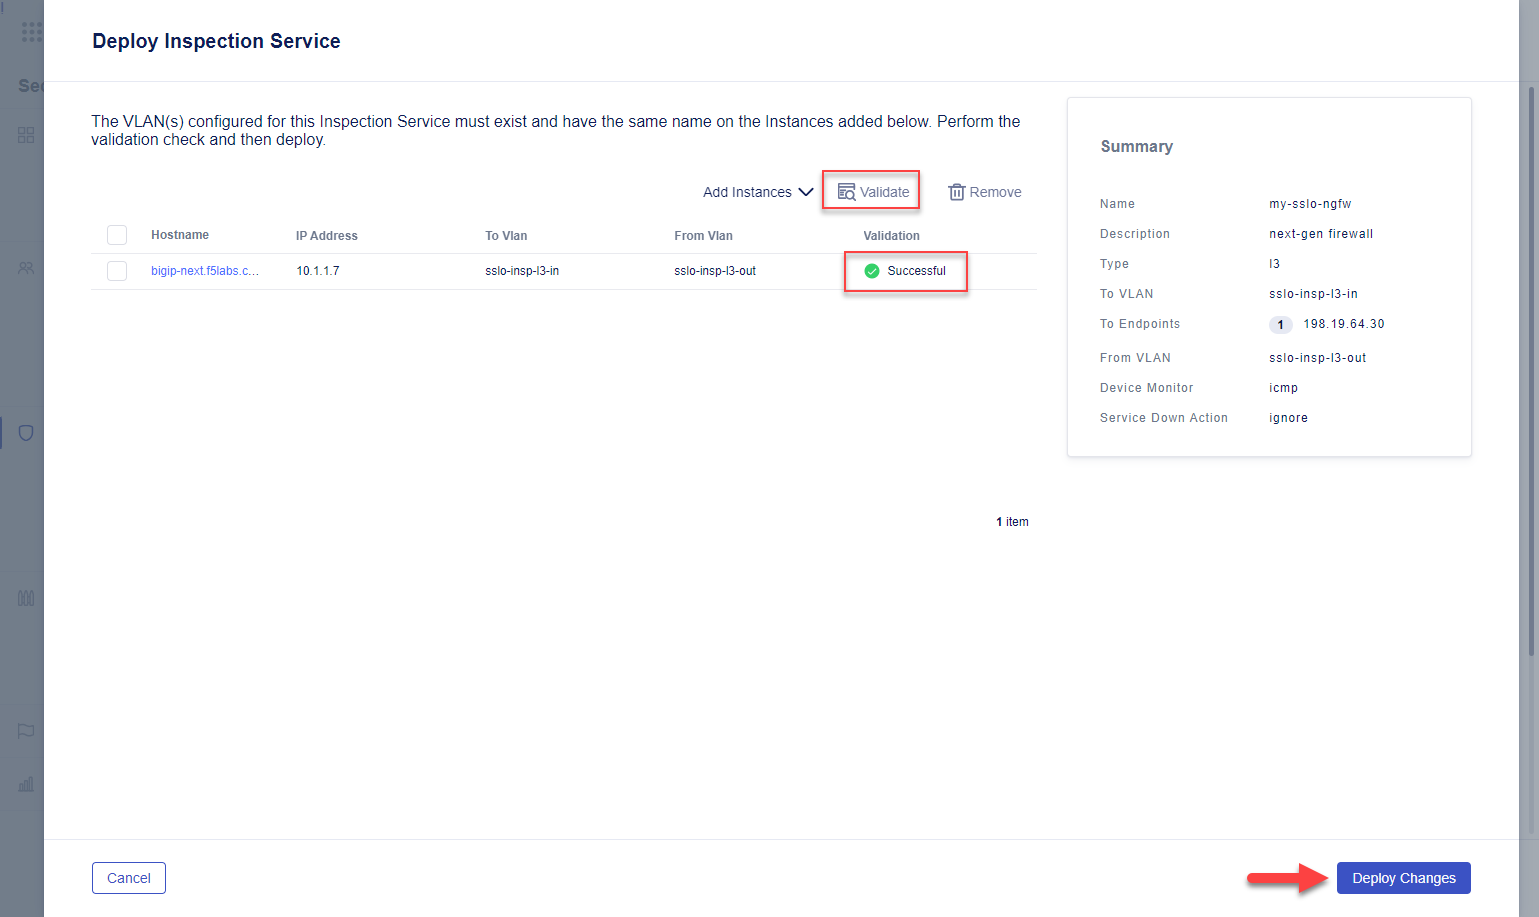 Deploy Inspection Service
The VLAN(s) configured for this Inspection Service must exist and have the same name on the Instances added below. Perform the
validation check and then deploy.
Add Instances Validate Remove
Hostname IP Address To Vlan From Vlan Validation
bigip-next.f5labs.c... 10.1.1.7 sslo-insp-l3-in sslo-insp-l3-out Successful
1 item
Summary
Name my-sslo-ngfw
Description next-gen firewall
Type l3
To VLAN sslo-insp-l3-in
To Endpoints 1 198.19.64.30
From VLAN sslo-insp-l3-out
Device Monitor icmp
Service Down Action ignore
Cancel Deploy Changes